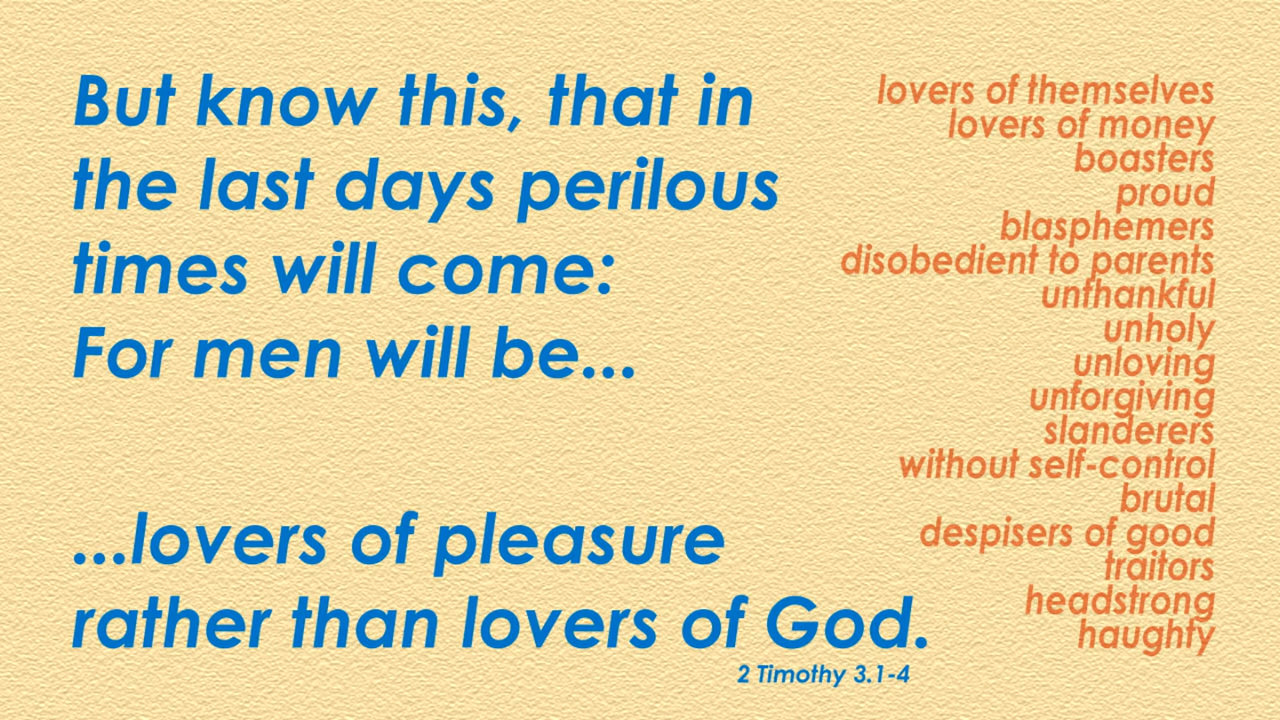 But know this, that in
the last days perilous
times will come:
For men will be...
lovers of themselves
lovers of money
boasters
proud
blasphemers
disobedient to parents
unthankful
unholy
unloving
unforgiving
slanderers
without self-control
brutal
despisers of good
traitors
headstrong
haughty
...lovers of pleasure
rather than lovers of God.
2 Timothy 3.1-4